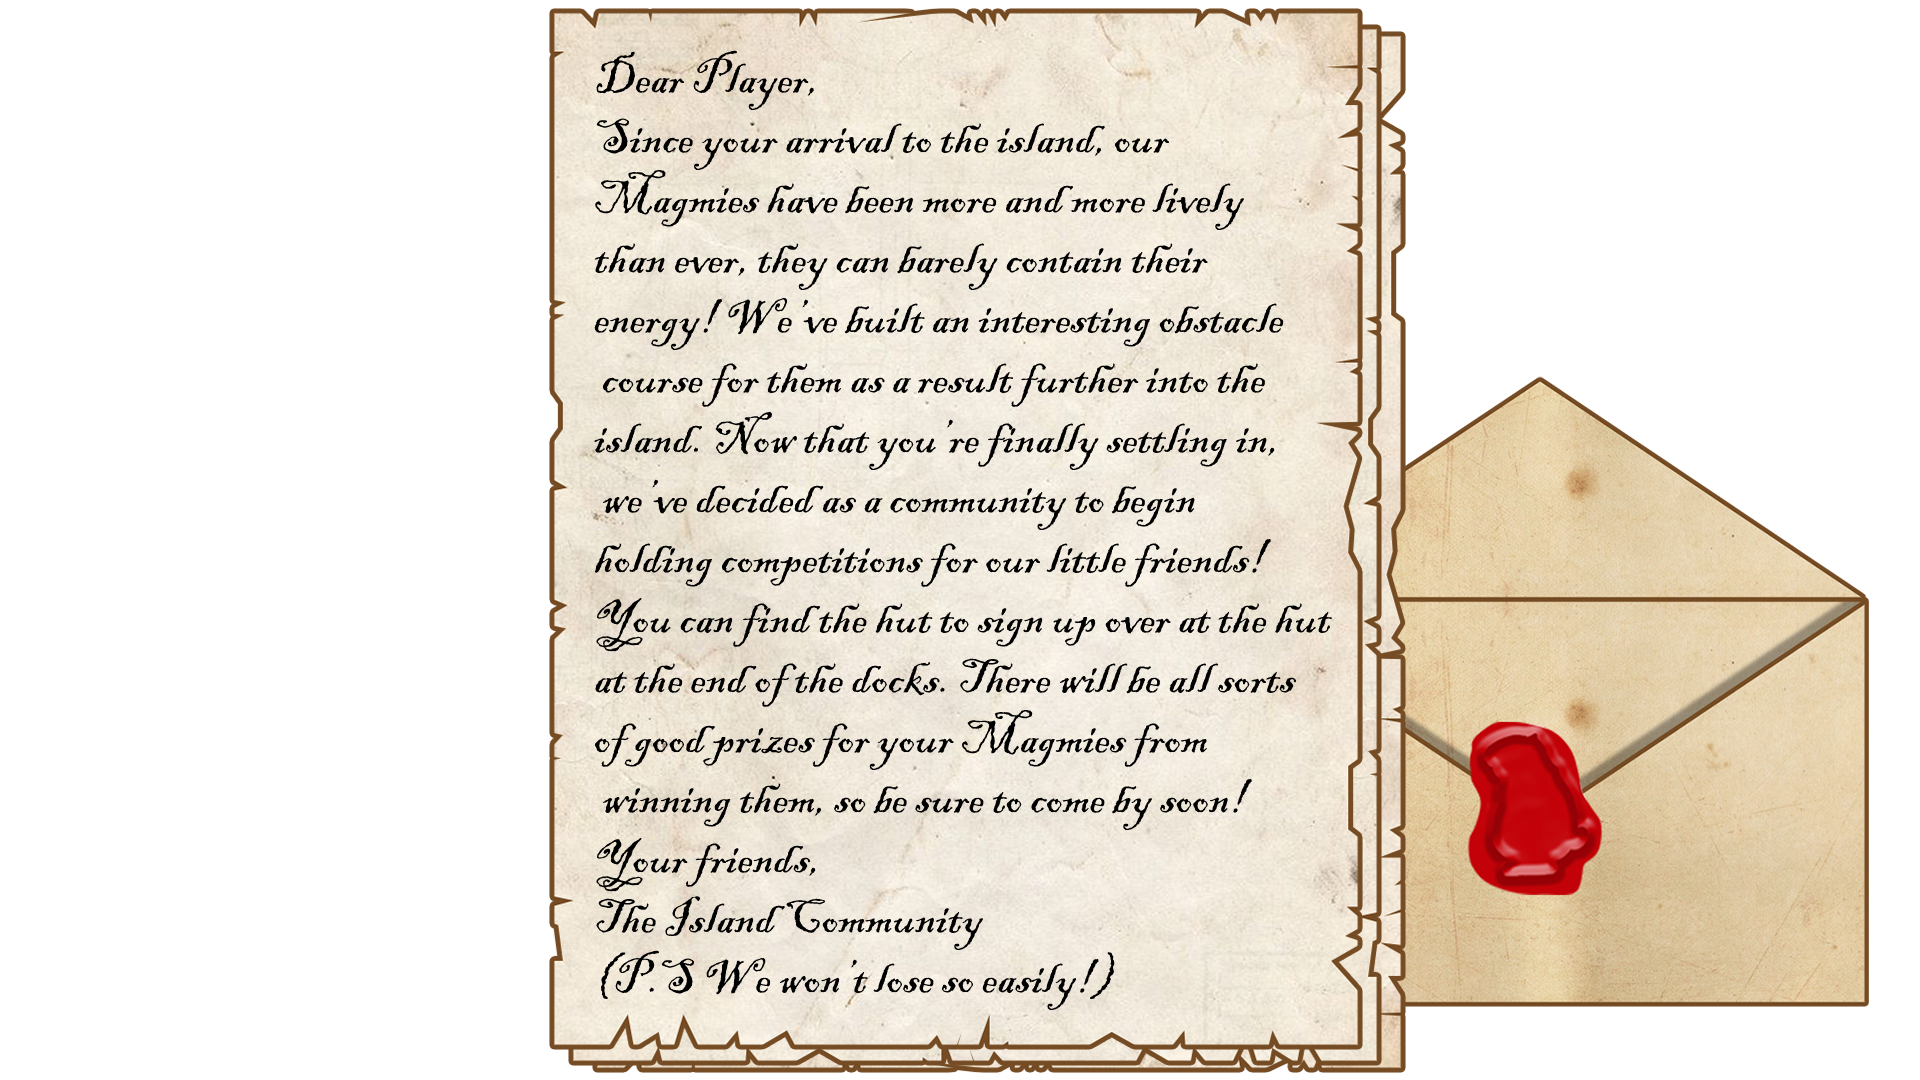 Dear Player,
Since your arrival to the island, our
Magmies have been more and more lively
than ever, they can barely contain their
energy! We've built an interesting obstacle
course for them as a result further into the
island. Now that you're finally settling in,
we've decided as a community to begin
holding competitions for our little friends!
You can find the hut to sign up over at the hut
at the end of the docks. There will be all sorts
of good prizes for your Magmies from
winning them, so be sure to come by soon!
Your friends,
The Island Community
(P.S We won't lose so easily!)